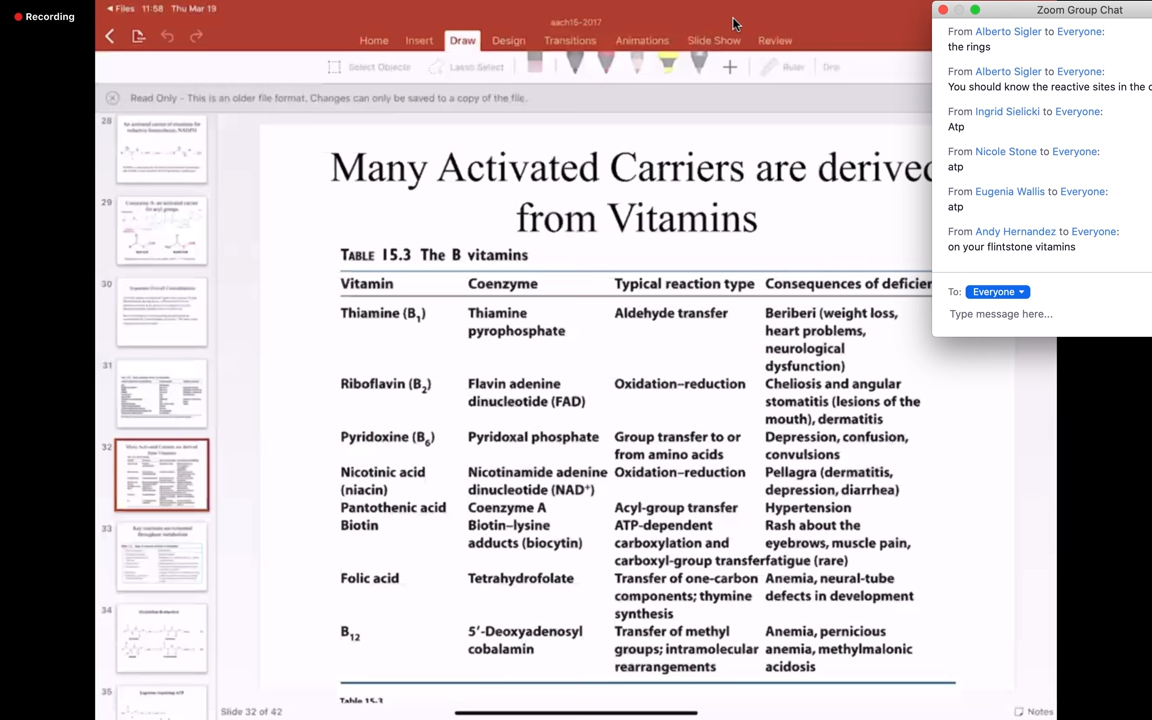 Recording
Files 11:58 Thu Mar 19
aach15-2017
Home Insert Draw Design Transitions Animations Slide Show Review
Select Objects Lasso Select Ruler
Read Only - This is an older file format. Changes can only be saved to a copy of the file.
28
29
30
31
32
33
34
35
Many Activated Carriers are derived
from Vitamins
TABLE 15.3 The B vitamins
Vitamin Coenzyme Typical reaction type Consequences of deficien
Thiamine (B1) Thiamine Aldehyde transfer Beriberi (weight loss,
pyrophosphate heart problems,
neurological
dysfunction)
Riboflavin (B2) Flavin adenine Oxidation–reduction Cheliosis and angular
dinucleotide (FAD) stomatitis (lesions of the
mouth), dermatitis
Pyridoxine (B6) Pyridoxal phosphate Group transfer to or Depression, confusion,
from amino acids convulsions
Nicotinic acid Nicotinamide adenine Oxidation–reduction Pellagra (dermatitis,
(niacin) dinucleotide (NAD+) depression, diarrhea)
Pantothenic acid Coenzyme A Acyl-group transfer Hypertension
Biotin Biotin–lysine ATP-dependent Rash about the
adducts (biocytin) carboxylation and eyebrows, muscle pain,
carboxyl-group transfer fatigue (rare)
Folic acid Tetrahydrofolate Transfer of one-carbon Anemia, neural-tube
components; thymine defects in development
synthesis
B12 5′-Deoxyadenosyl Transfer of methyl Anemia, pernicious
cobalamin groups; intramolecular anemia, methylmalonic
rearrangements acidosis
Table 15.3
Slide 32 of 42
Notes
Zoom Group Chat
From Alberto Sigler to Everyone:
the rings
From Alberto Sigler to Everyone:
You should know the reactive sites in the
From Ingrid Sielicki to Everyone:
Atp
From Nicole Stone to Everyone:
atp
From Eugenia Wallis to Everyone:
atp
From Andy Hernandez to Everyone:
on your flintstone vitamins
To: Everyone
Type message here...